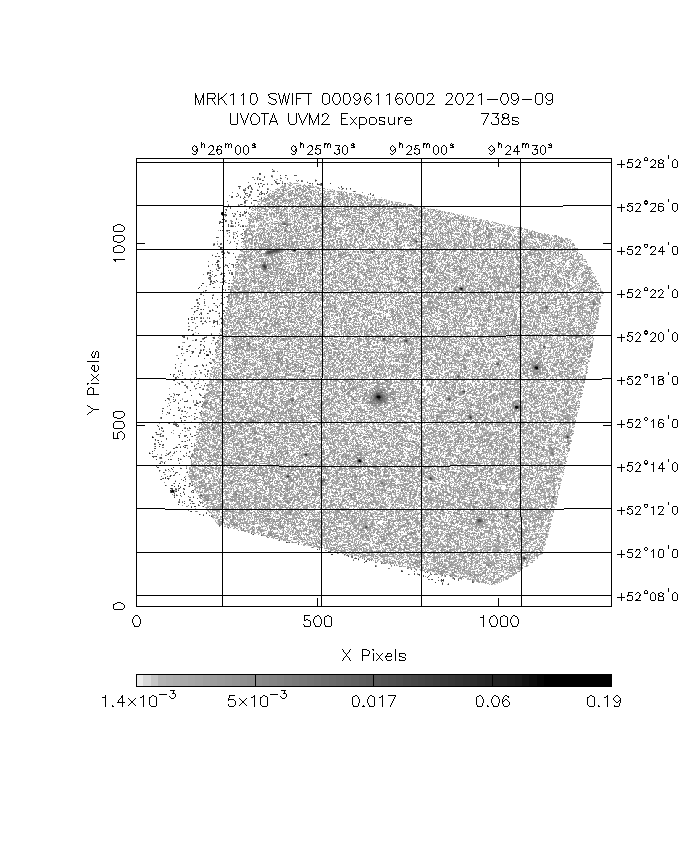 MRK110 SWIFT 00096116002 2021-09-09
UVOTA UVM2 Exposure 738s
9ʰ26ᵐ00ˢ 9ʰ25ᵐ30ˢ 9ʰ25ᵐ00ˢ 9ʰ24ᵐ30ˢ
+52°28'0
+52°26'0
+52°24'0
+52°22'0
+52°20'0
+52°18'0
+52°16'0
+52°14'0
+52°12'0
+52°10'0
+52°08'0
1000
500
0
Y Pixels
0 500 1000
X Pixels
1.4×10⁻³ 5×10⁻³ 0.017 0.06 0.19